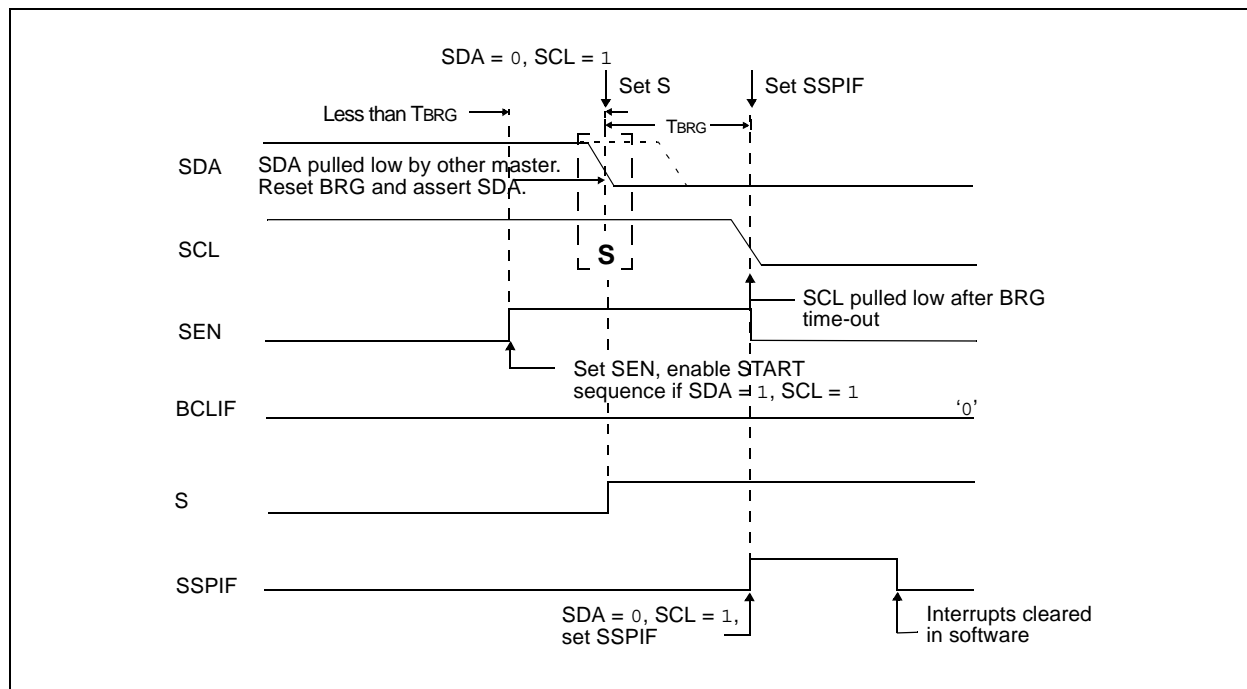 SDA = 0, SCL = 1
Set S
Set SSPIF
Less than TBRG
TBRG
SDA
SDA pulled low by other master.
Reset BRG and assert SDA.
SCL
S
SCL pulled low after BRG
time-out
SEN
Set SEN, enable START
sequence if SDA = 1, SCL = 1
BCLIF
‘0’
S
SSPIF
SDA = 0, SCL = 1,
set SSPIF
Interrupts cleared
in software